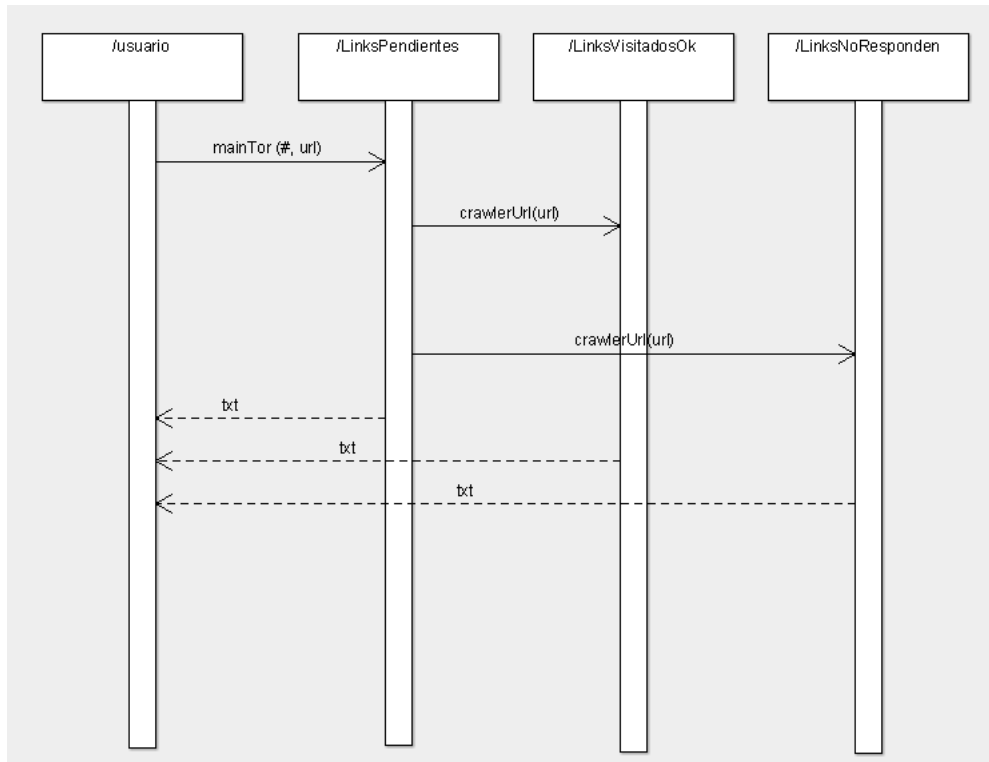 /usuario
/LinksPendientes
/LinksVisitadosOk
/LinksNoResponden
mainTor (#, url)
crawlerUrl(url)
crawlerUrl(url)
txt
txt
txt